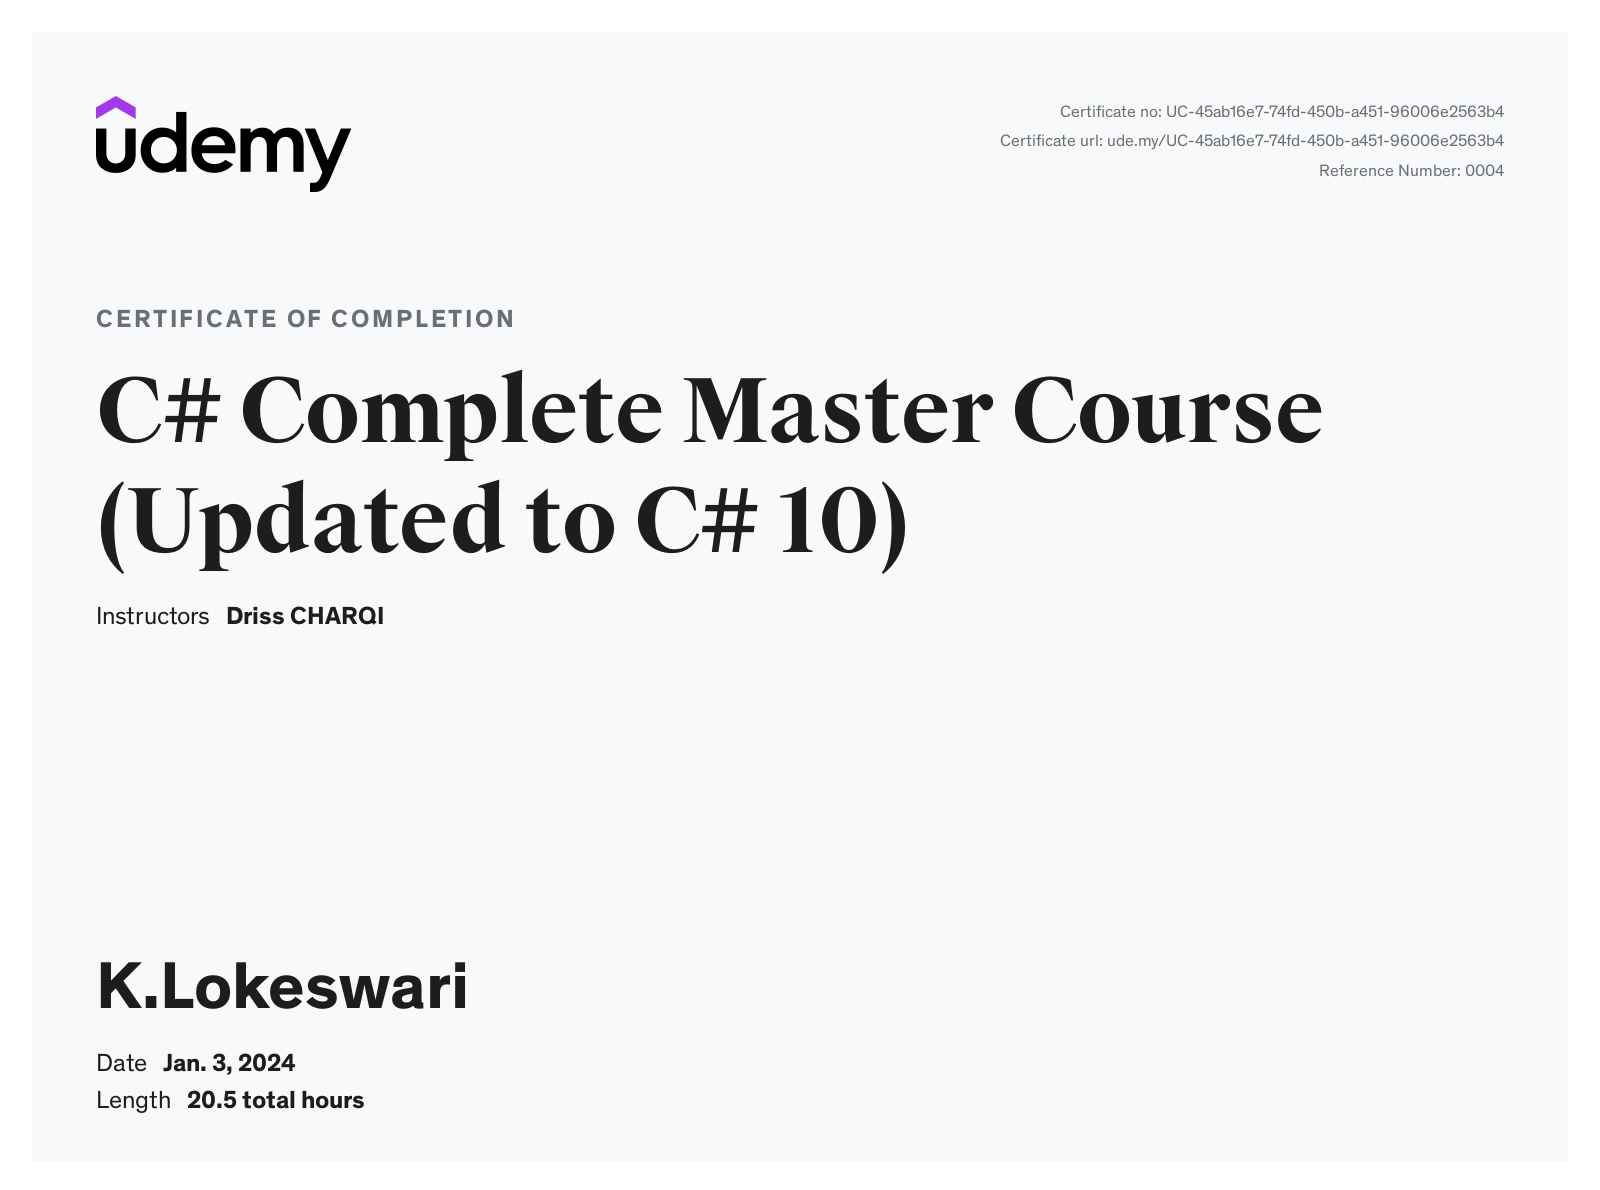 udemy
Certificate no: UC-45ab16e7-74fd-450b-a451-96006e2563b4
Certificate url: ude.my/UC-45ab16e7-74fd-450b-a451-96006e2563b4
Reference Number: 0004
CERTIFICATE OF COMPLETION
C# Complete Master Course
(Updated to C# 10)
Instructors Driss CHARQI
K.Lokeswari
Date Jan. 3, 2024
Length 20.5 total hours